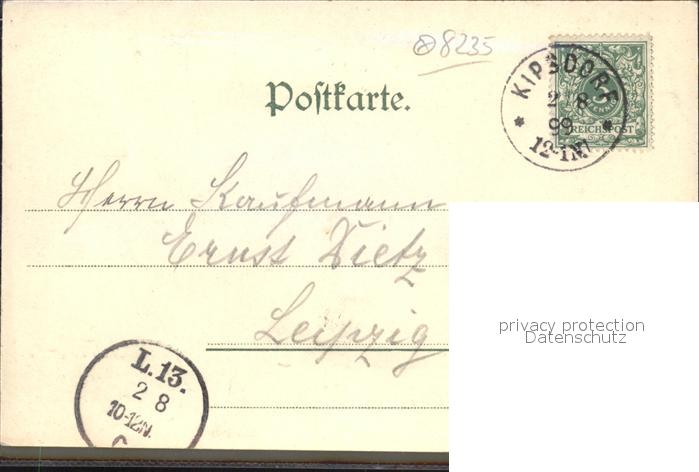 ⊗8235
Postkarte.
KIPSDORF
2 8
99
12-1N
REICHSPOST
Herrn Kaufmann
Ernst Dietz
Leipzig
privacy protection
Datenschutz
L.13.
2 8
10-12N.